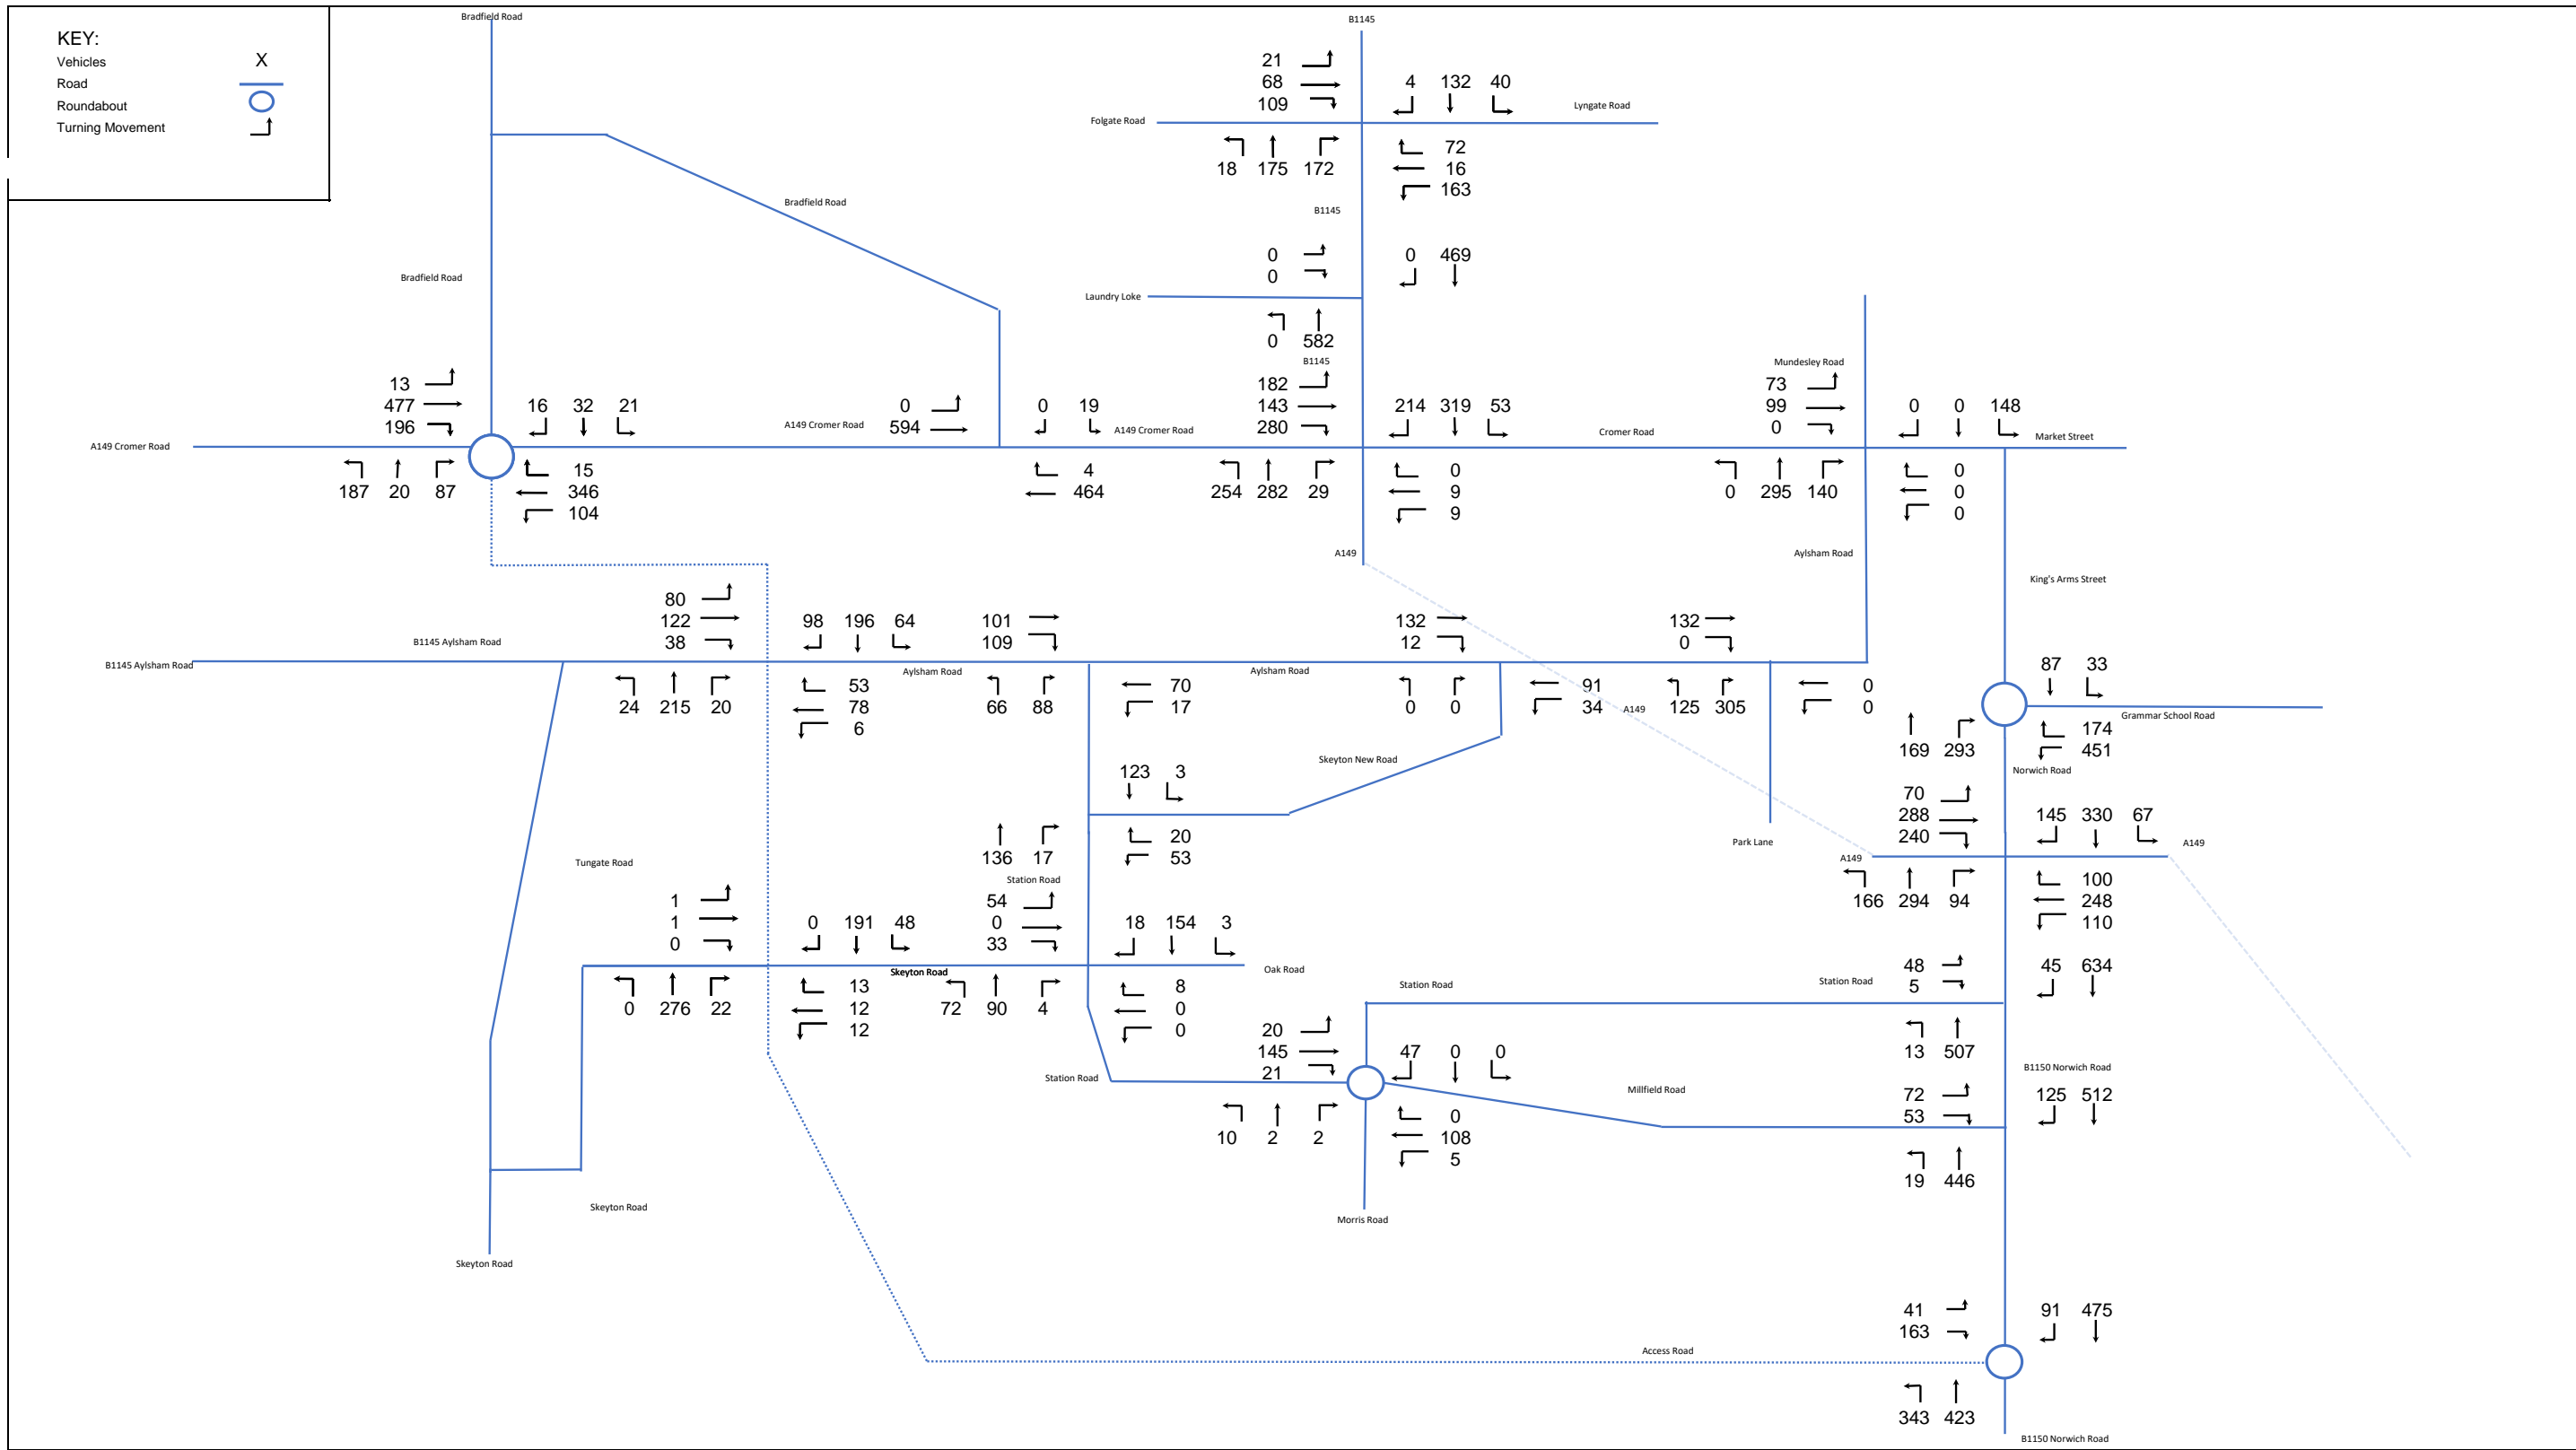 Bradfield Road
B1145
KEY:
Vehicles X
Road
Roundabout
Turning Movement
21
68
109
4 132 40
Lyngate Road
Folgate Road
18 175 172
72
16
163
Bradfield Road
B1145
0
0
0 469
Bradfield Road
Laundry Loke
0 582
B1145
Mundesley Road
13
477
196
16 32 21
A149 Cromer Road
0
594
0 19
A149 Cromer Road
182
143
280
214 319 53
Cromer Road
73
99
0
0 0 148
Market Street
A149 Cromer Road
187 20 87
15
346
104
4
464
254 282 29
0
9
9
0 295 140
0
0
0
A149
Aylsham Road
King's Arms Street
80
122
38
B1145 Aylsham Road
98 196 64
101
109
132
12
132
0
B1145 Aylsham Road
Aylsham Road
Aylsham Road
87 33
24 215 20
53
78
6
66 88
70
17
0 0
91
34
A149
125 305
0
0
Grammar School Road
169 293
174
451
Norwich Road
Skeyton New Road
123 3
70
288
240
145 330 67
A149
20
53
136 17
Station Road
Park Lane
A149
Tungate Road
166 294 94
100
248
110
1
1
0
0 191 48
54
0
33
18 154 3
Skeyton Road
Oak Road
0 276 22
13
12
12
72 90 4
8
0
0
Station Road
Station Road
48
5
45 634
13 507
20
145
21
47 0 0
Station Road
Millfield Road
B1150 Norwich Road
72
53
125 512
10 2 2
0
108
5
19 446
Skeyton Road
Morris Road
Skeyton Road
41
163
91 475
Access Road
343 423
B1150 Norwich Road